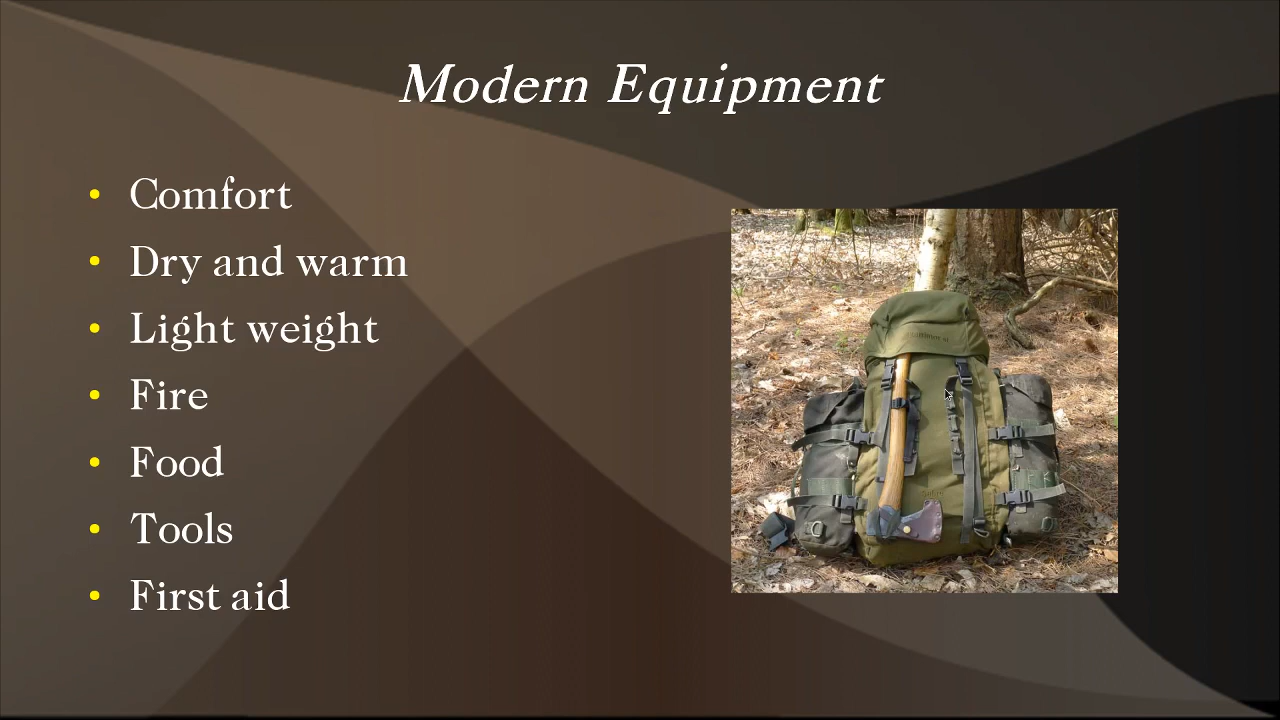 Modern Equipment
• Comfort
• Dry and warm
• Light weight
• Fire
• Food
• Tools
• First aid